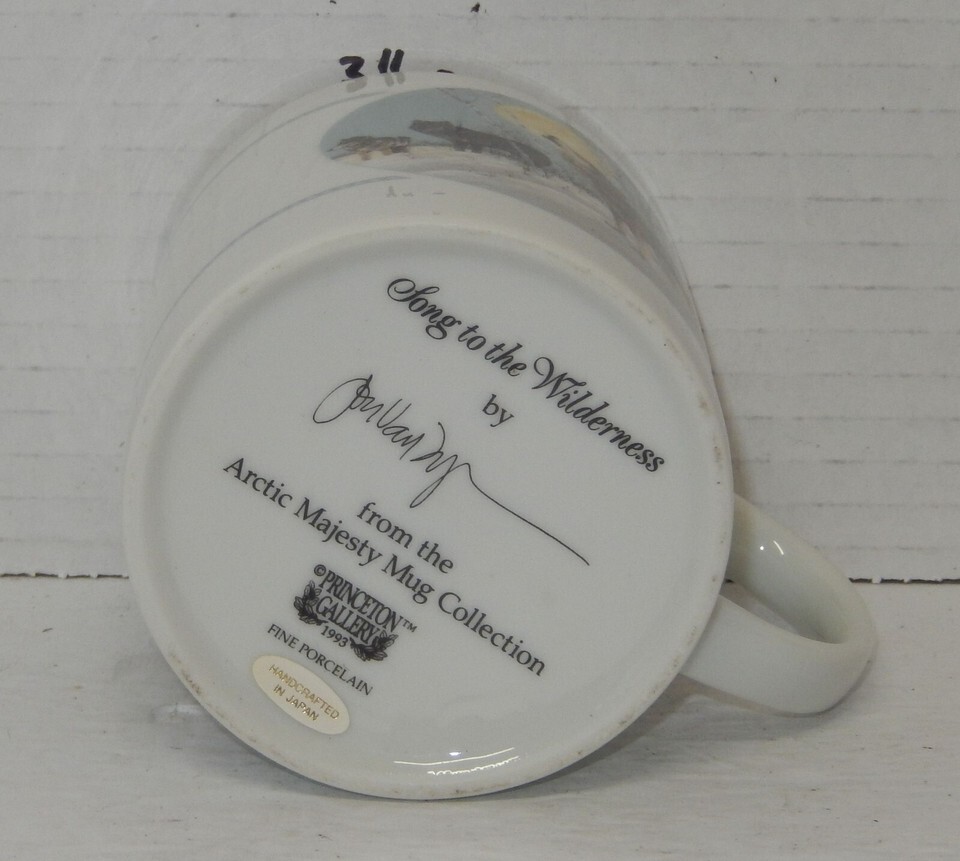 211
Song to the Wilderness
by
from the
Arctic Majesty Mug Collection
©PRINCETON
GALLERY™
1993
FINE PORCELAIN
HANDCRAFTED
IN JAPAN